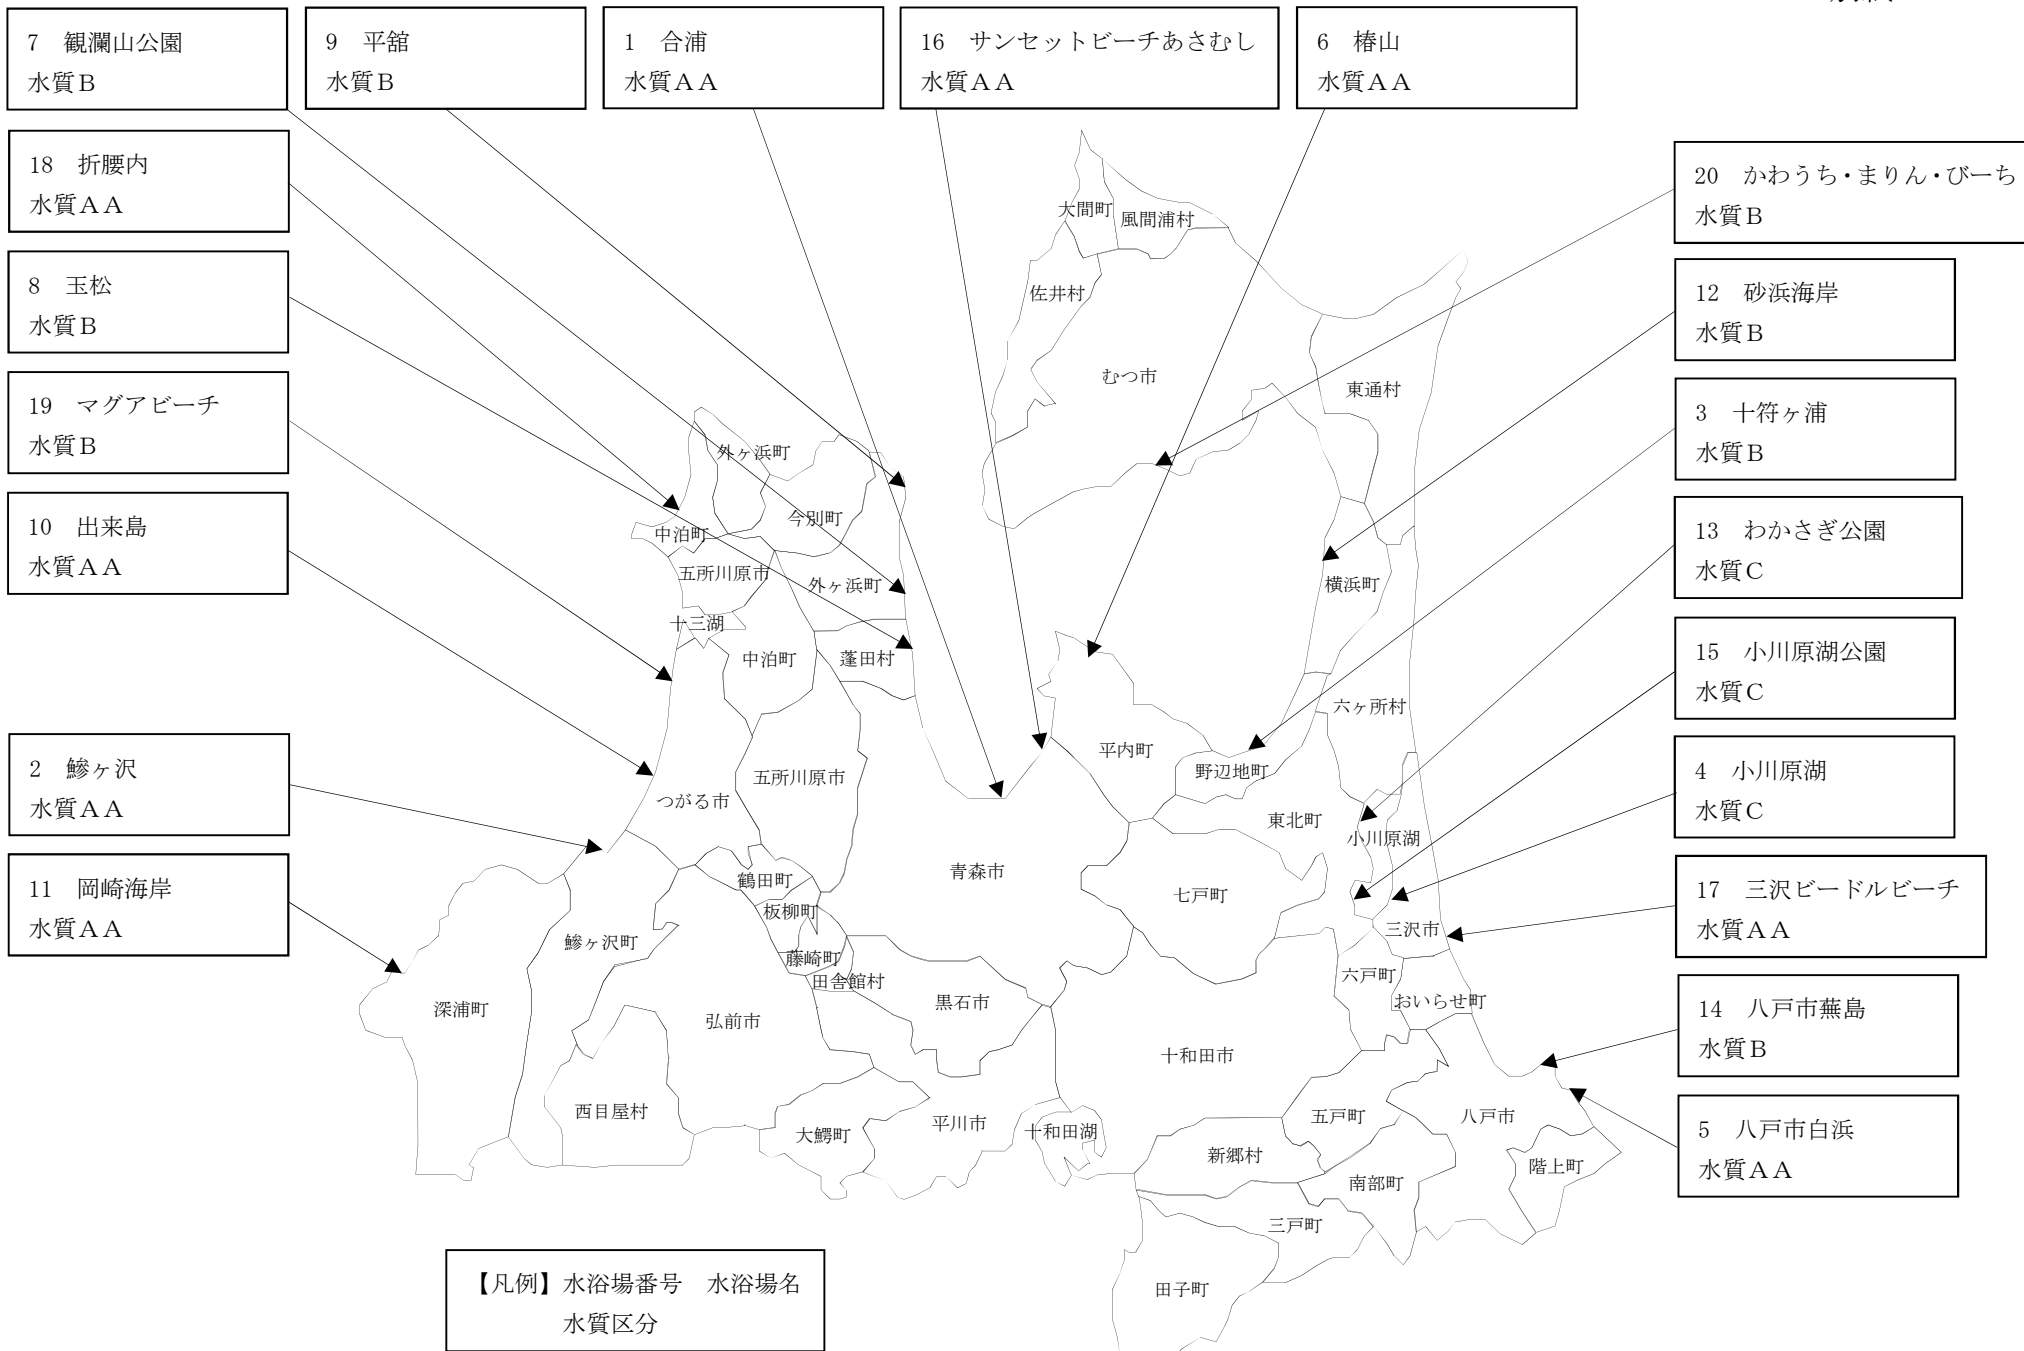 7　観瀾山公園
水質Ｂ
9　平舘
水質Ｂ
1　合浦
水質ＡＡ
16　サンセットビーチあさむし
水質ＡＡ
6　椿山
水質ＡＡ
18　折腰内
水質ＡＡ
8　玉松
水質Ｂ
19　マグアビーチ
水質Ｂ
10　出来島
水質ＡＡ
2　鰺ヶ沢
水質ＡＡ
11　岡崎海岸
水質ＡＡ
20　かわうち・まりん・びーち
水質Ｂ
12　砂浜海岸
水質Ｂ
3　十符ヶ浦
水質Ｂ
13　わかさぎ公園
水質Ｃ
15　小川原湖公園
水質Ｃ
4　小川原湖
水質Ｃ
17　三沢ビードルビーチ
水質ＡＡ
14　八戸市蕪島
水質Ｂ
5　八戸市白浜
水質ＡＡ
大間町
風間浦村
佐井村
むつ市
東通村
外ヶ浜町
今別町
中泊町
五所川原市
外ヶ浜町
横浜町
十三湖
中泊町
蓬田村
六ヶ所村
平内町
野辺地町
五所川原市
つがる市
東北町
小川原湖
青森市
鶴田町
七戸町
板柳町
三沢市
鰺ヶ沢町
藤崎町
田舎館村
六戸町
黒石市
おいらせ町
深浦町
弘前市
十和田市
西目屋村
大鰐町
平川市
十和田湖
五戸町
八戸市
新郷村
階上町
南部町
三戸町
田子町
【凡例】水浴場番号　水浴場名
水質区分